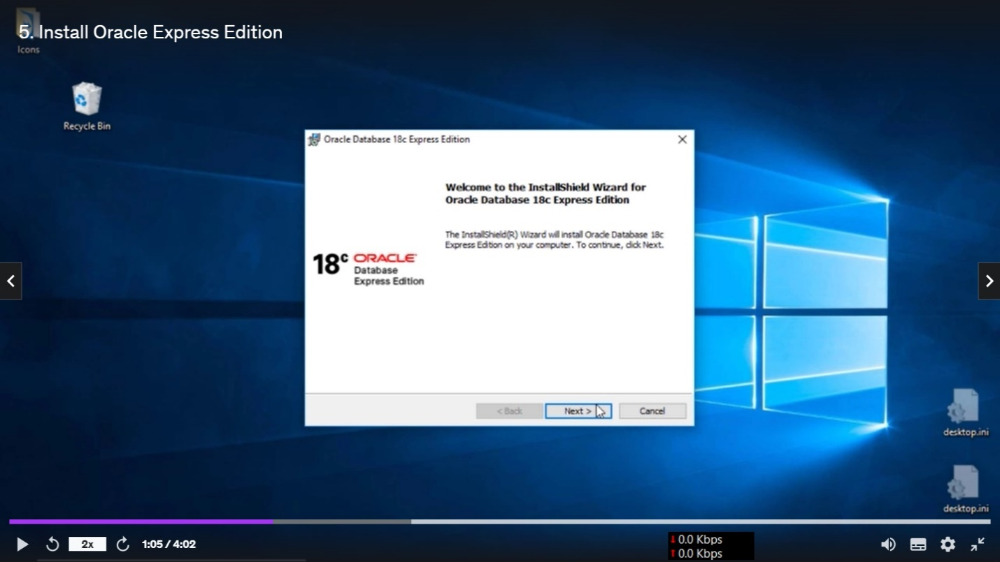 5. Install Oracle Express Edition
Icons
Recycle Bin
Oracle Database 18c Express Edition
Welcome to the InstallShield Wizard for
Oracle Database 18c Express Edition
The InstallShield(R) Wizard will install Oracle Database 18c
Express Edition on your computer. To continue, click Next.
18c ORACLE
Database
Express Edition
< Back
Next >
Cancel
desktop.ini
desktop.ini
2x
1:05 / 4:02
0.0 Kbps
0.0 Kbps